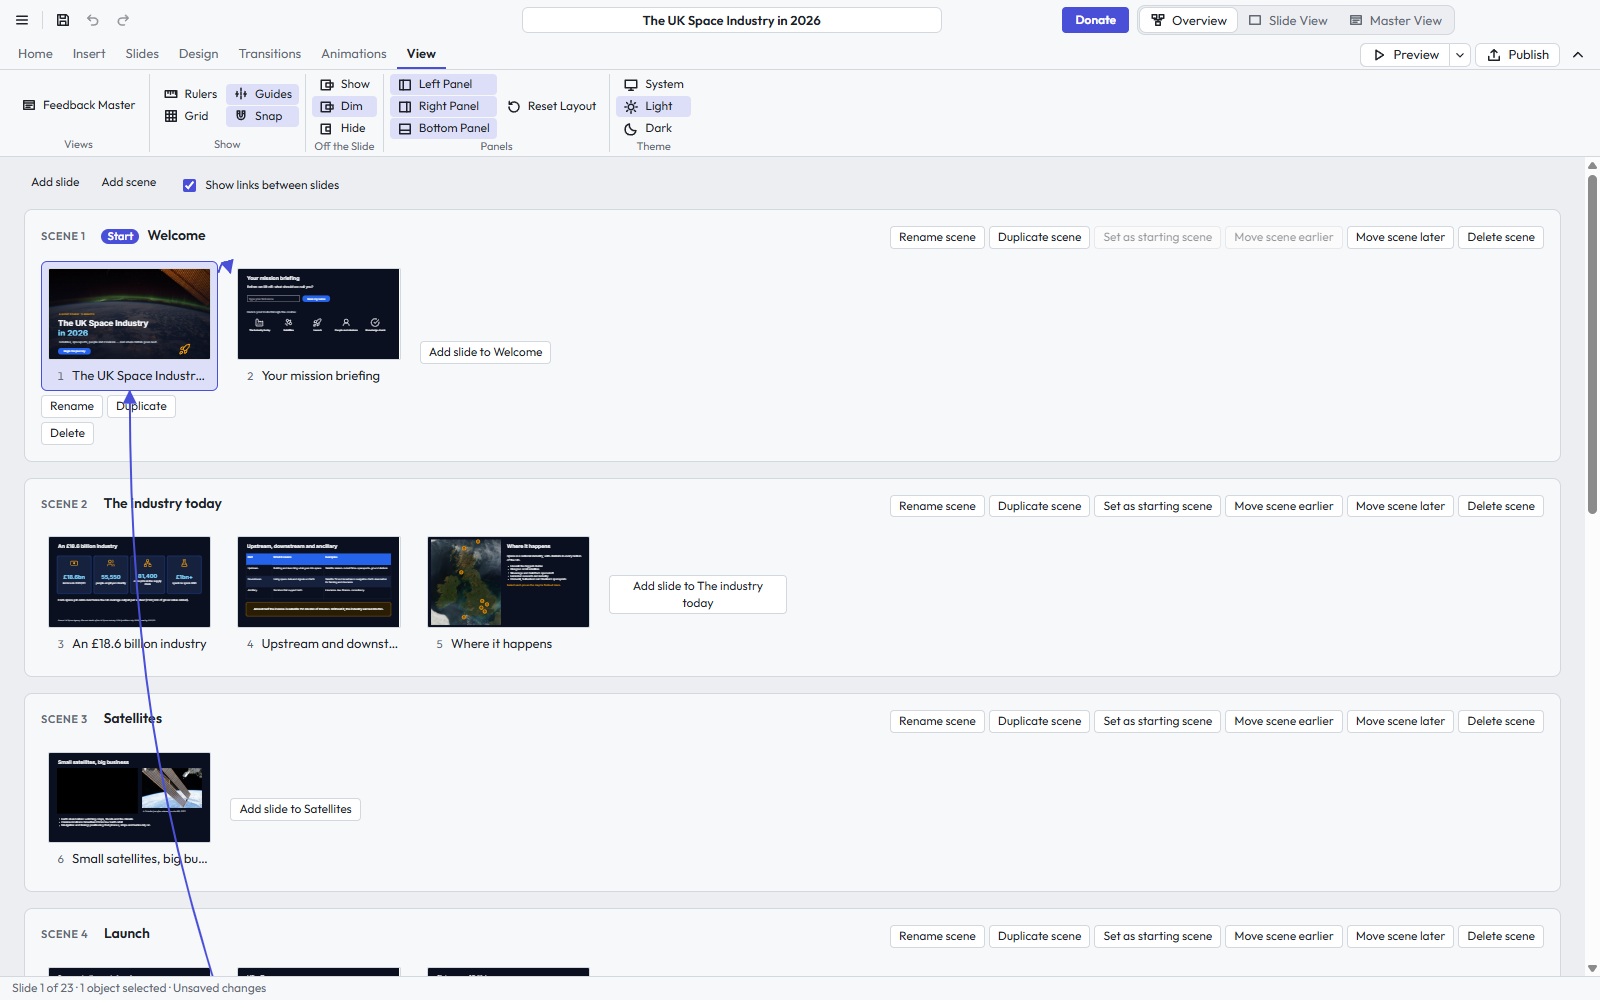 The UK Space Industry in 2026
Donate
Overview
Slide View
Master View
Home
Insert
Slides
Design
Transitions
Animations
View
Preview
Publish
Feedback Master
Views
Rulers
Guides
Grid
Snap
Show
Show
Dim
Hide
Off the Slide
Left Panel
Right Panel
Bottom Panel
Reset Layout
Panels
System
Light
Dark
Theme
Add slide
Add scene
Show links between slides
SCENE 1
Start
Welcome
Rename scene
Duplicate scene
Set as starting scene
Move scene earlier
Move scene later
Delete scene
The UK Space Industry
in 2026
1 The UK Space Industr...
Your mission briefing
2 Your mission briefing
Add slide to Welcome
Rename
Duplicate
Delete
SCENE 2
The industry today
Rename scene
Duplicate scene
Set as starting scene
Move scene earlier
Move scene later
Delete scene
An £18.6 billion industry
£18.6bn
55,550
81,400
£1bn+
3 An £18.6 billion industry
Upstream, downstream and ancillary
4 Upstream and downst...
Where it happens
5 Where it happens
Add slide to The industry
today
SCENE 3
Satellites
Rename scene
Duplicate scene
Set as starting scene
Move scene earlier
Move scene later
Delete scene
Small satellites, big business
6 Small satellites, big bu...
Add slide to Satellites
SCENE 4
Launch
Rename scene
Duplicate scene
Set as starting scene
Move scene earlier
Move scene later
Delete scene
Slide 1 of 23 · 1 object selected · Unsaved changes